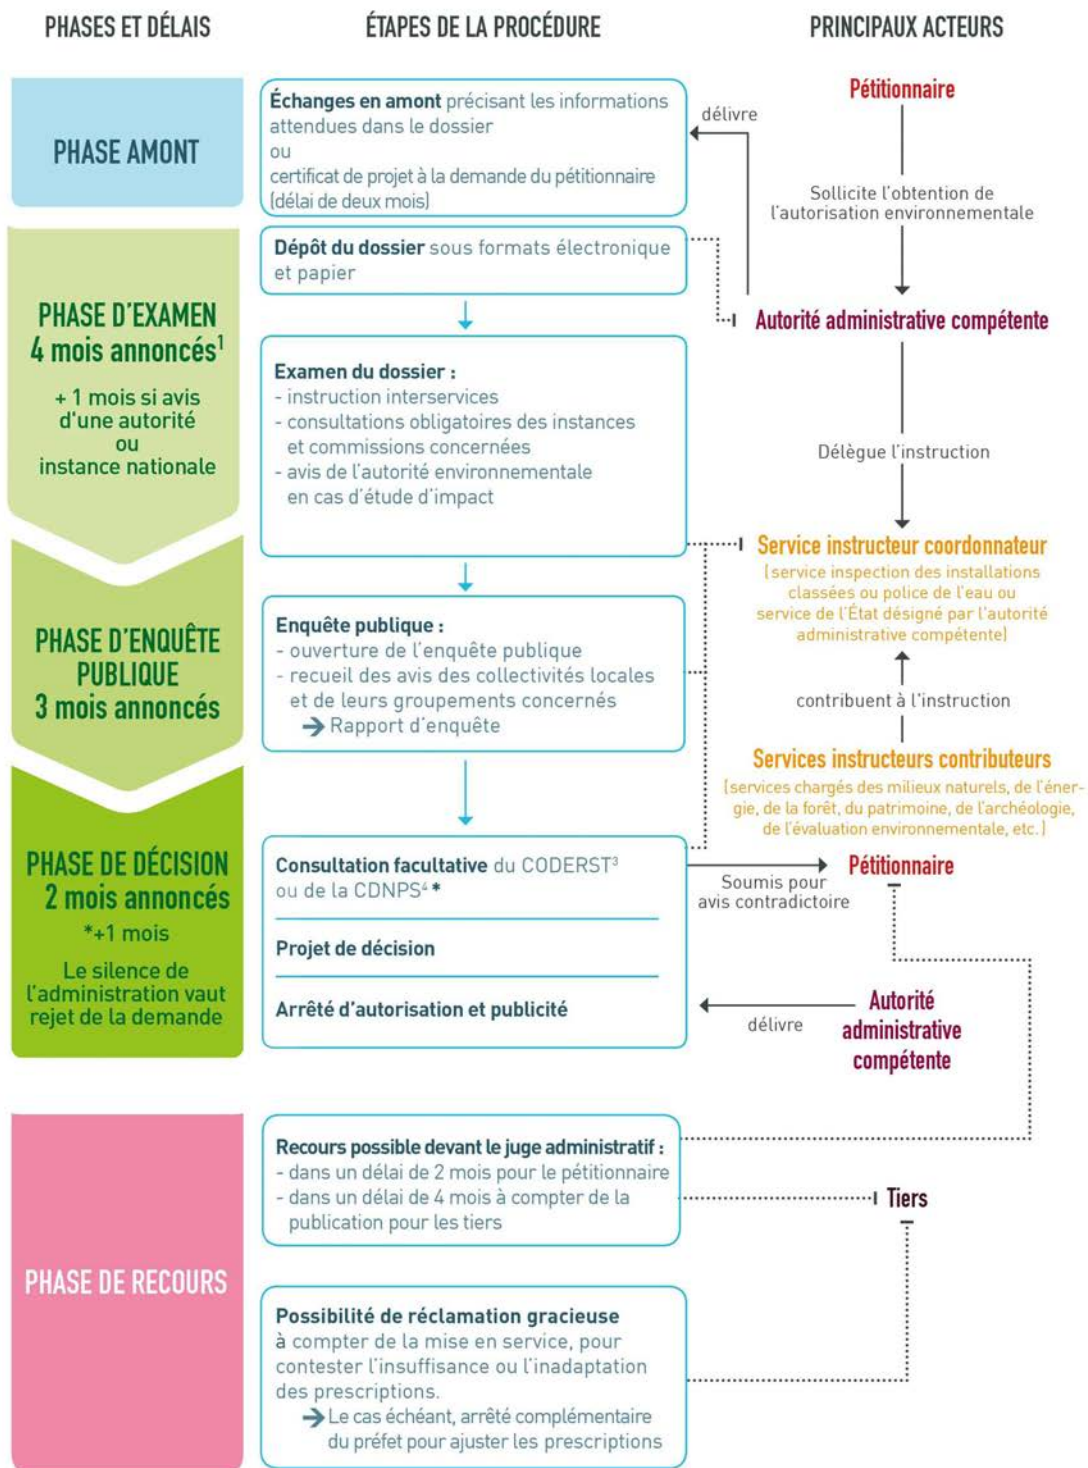 PHASES ET DÉLAIS
ÉTAPES DE LA PROCÉDURE
PRINCIPAUX ACTEURS
PHASE AMONT
Échanges en amont précisant les informations
attendues dans le dossier
ou
certificat de projet à la demande du pétitionnaire
(délai de deux mois)
délivre
Pétitionnaire
Sollicite l'obtention de
l'autorisation environnementale
PHASE D'EXAMEN
4 mois annoncés¹
+ 1 mois si avis
d'une autorité
ou
instance nationale
Dépôt du dossier sous formats électronique
et papier
Autorité administrative compétente
Examen du dossier :
- instruction interservices
- consultations obligatoires des instances
et commissions concernées
- avis de l'autorité environnementale
en cas d'étude d'impact
Délègue l'instruction
Service instructeur coordonnateur
(service inspection des installations
classées ou police de l'eau ou
service de l'État désigné par l'autorité
administrative compétente)
PHASE D'ENQUÊTE
PUBLIQUE
3 mois annoncés
Enquête publique :
- ouverture de l'enquête publique
- recueil des avis des collectivités locales
et de leurs groupements concernés
→ Rapport d'enquête
contribuent à l'instruction
Services instructeurs contributeurs
(services chargés des milieux naturels, de l'éner-
gie, de la forêt, du patrimoine, de l'archéologie,
de l'évaluation environnementale, etc.)
PHASE DE DÉCISION
2 mois annoncés
*+1 mois
Le silence de
l'administration vaut
rejet de la demande
Consultation facultative du CODERST³
ou de la CDNPS⁴ *
Projet de décision
Arrêté d'autorisation et publicité
Soumis pour
avis contradictoire
Pétitionnaire
délivre
Autorité
administrative
compétente
PHASE DE RECOURS
Recours possible devant le juge administratif :
- dans un délai de 2 mois pour le pétitionnaire
- dans un délai de 4 mois à compter de la
publication pour les tiers
Tiers
Possibilité de réclamation gracieuse
à compter de la mise en service, pour
contester l'insuffisance ou l'inadaptation
des prescriptions.
→ Le cas échéant, arrêté complémentaire
du préfet pour ajuster les prescriptions